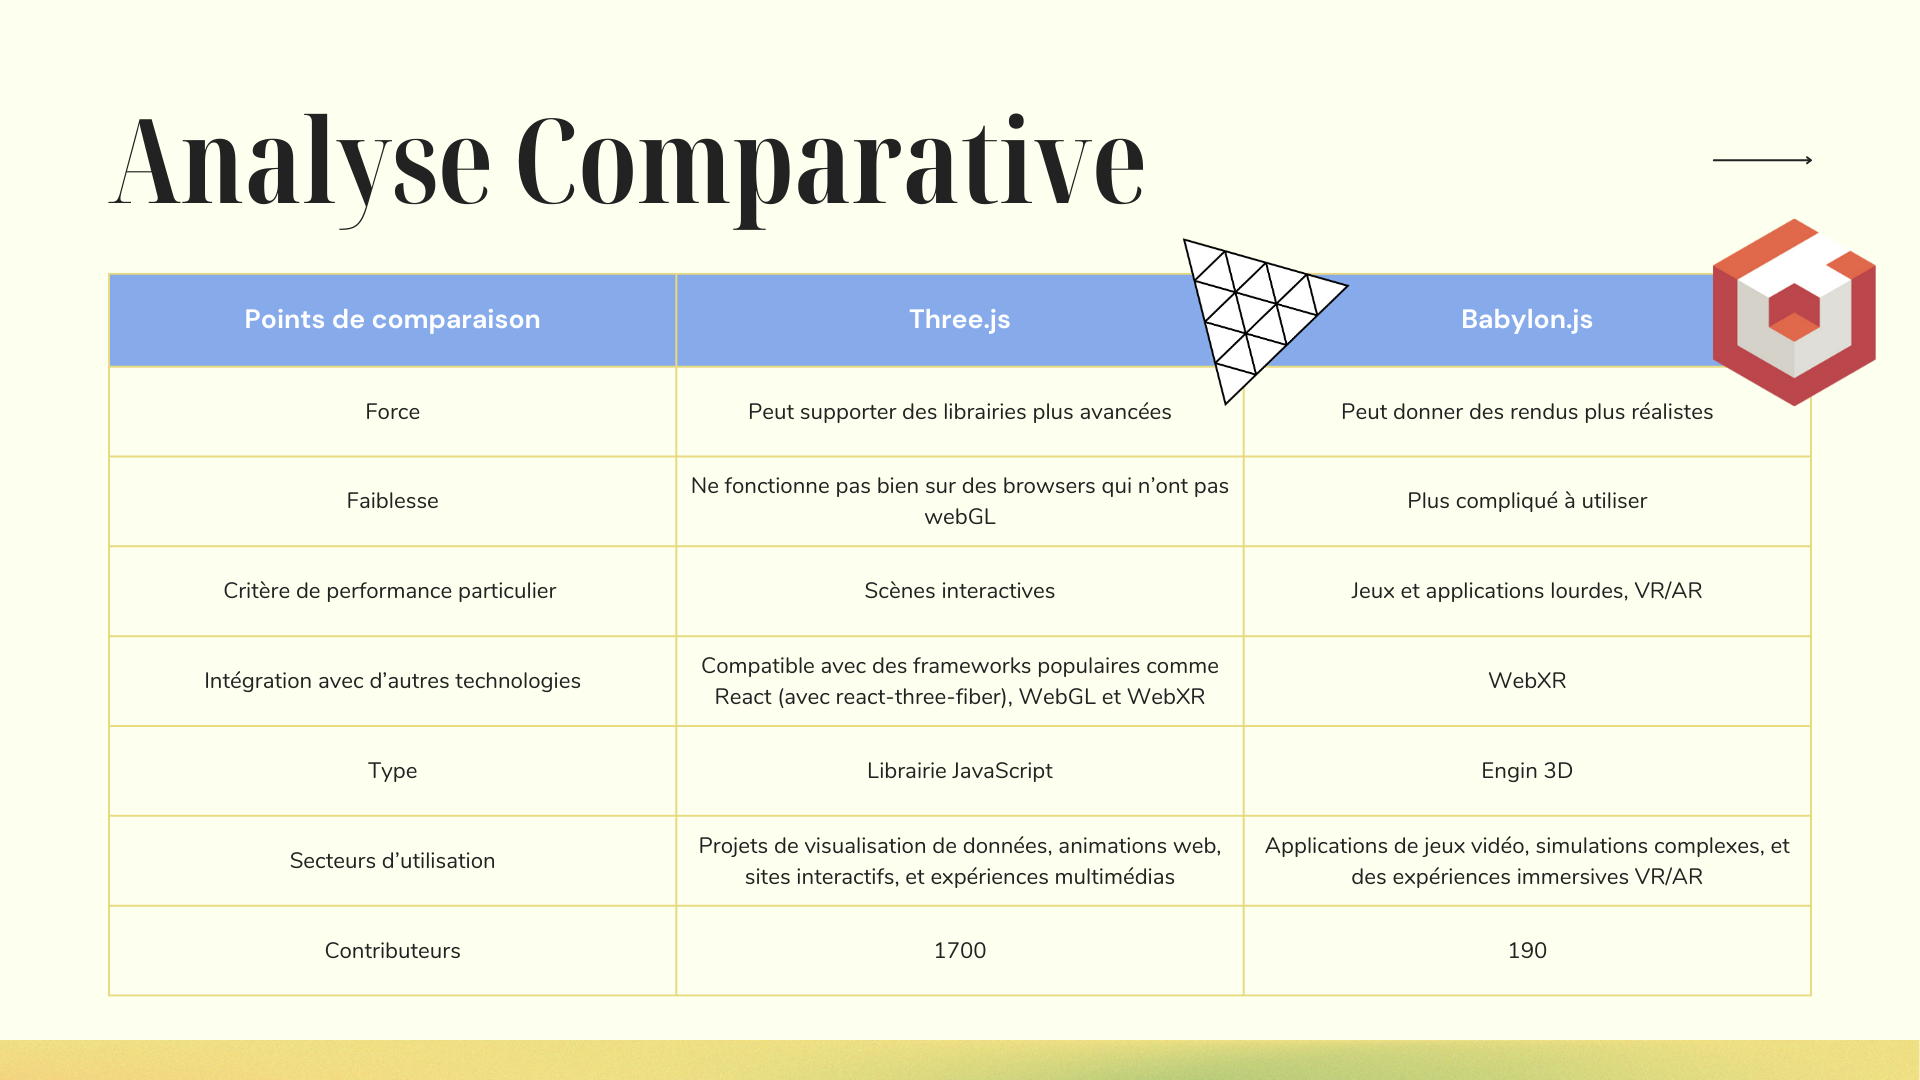 Analyse Comparative
Points de comparaison
Three.js
Babylon.js
Force
Peut supporter des librairies plus avancées
Peut donner des rendus plus réalistes
Faiblesse
Ne fonctionne pas bien sur des browsers qui n’ont pas
webGL
Plus compliqué à utiliser
Critère de performance particulier
Scènes interactives
Jeux et applications lourdes, VR/AR
Intégration avec d’autres technologies
Compatible avec des frameworks populaires comme
React (avec react-three-fiber), WebGL et WebXR
WebXR
Type
Librairie JavaScript
Engin 3D
Secteurs d’utilisation
Projets de visualisation de données, animations web,
sites interactifs, et expériences multimédias
Applications de jeux vidéo, simulations complexes, et
des expériences immersives VR/AR
Contributeurs
1700
190